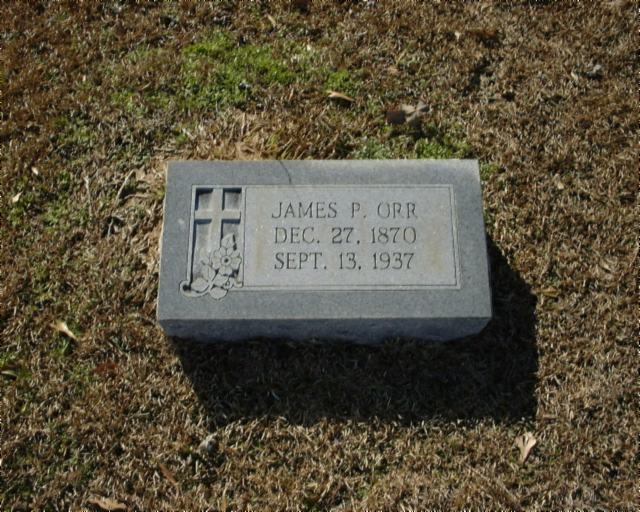 JAMES P. ORR
DEC. 27, 1870
SEPT. 13, 1937